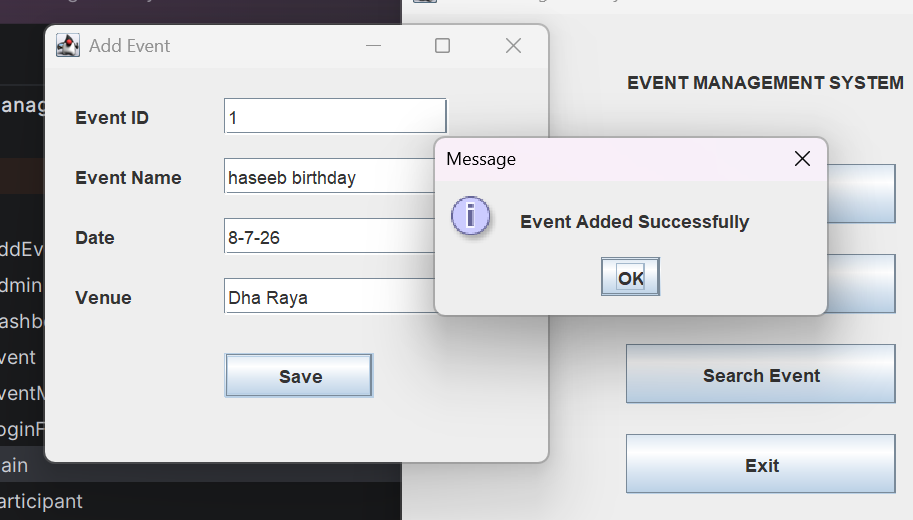 Add Event
EVENT MANAGEMENT SYSTEM
Event ID
1
Message
Event Name
haseeb birthday
Event Added Successfully
Date
8-7-26
OK
Venue
Dha Raya
Save
Search Event
Exit
anag
ddEv
dmin
ashb
vent
ventM
oginF
ain
articipant